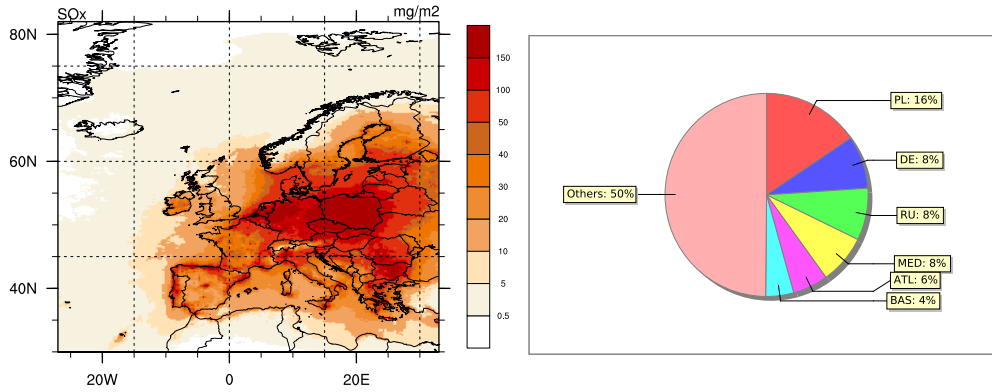 SOx mg/m2
80N
60N
40N
20W 0 20E
150
100
50
40
30
20
10
5
0.5
PL: 16%
DE: 8%
RU: 8%
MED: 8%
ATL: 6%
BAS: 4%
Others: 50%